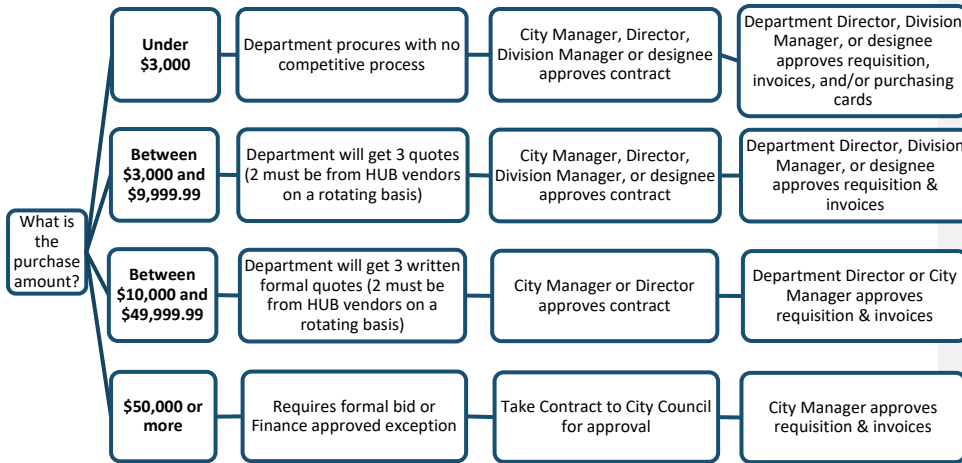 What is
the
purchase
amount?
Under
$3,000
Department procures with no
competitive process
City Manager, Director,
Division Manager or designee
approves contract
Department Director, Division
Manager, or designee
approves requisition,
invoices, and/or purchasing
cards
Between
$3,000 and
$9,999.99
Department will get 3 quotes
(2 must be from HUB vendors
on a rotating basis)
City Manager, Director,
Division Manager, or designee
approves contract
Department Director, Division
Manager, or designee
approves requisition &
invoices
Between
$10,000 and
$49,999.99
Department will get 3 written
formal quotes (2 must be
from HUB vendors on a
rotating basis)
City Manager or Director
approves contract
Department Director or City
Manager approves
requisition & invoices
$50,000 or
more
Requires formal bid or
Finance approved exception
Take Contract to City Council
for approval
City Manager approves
requisition & invoices